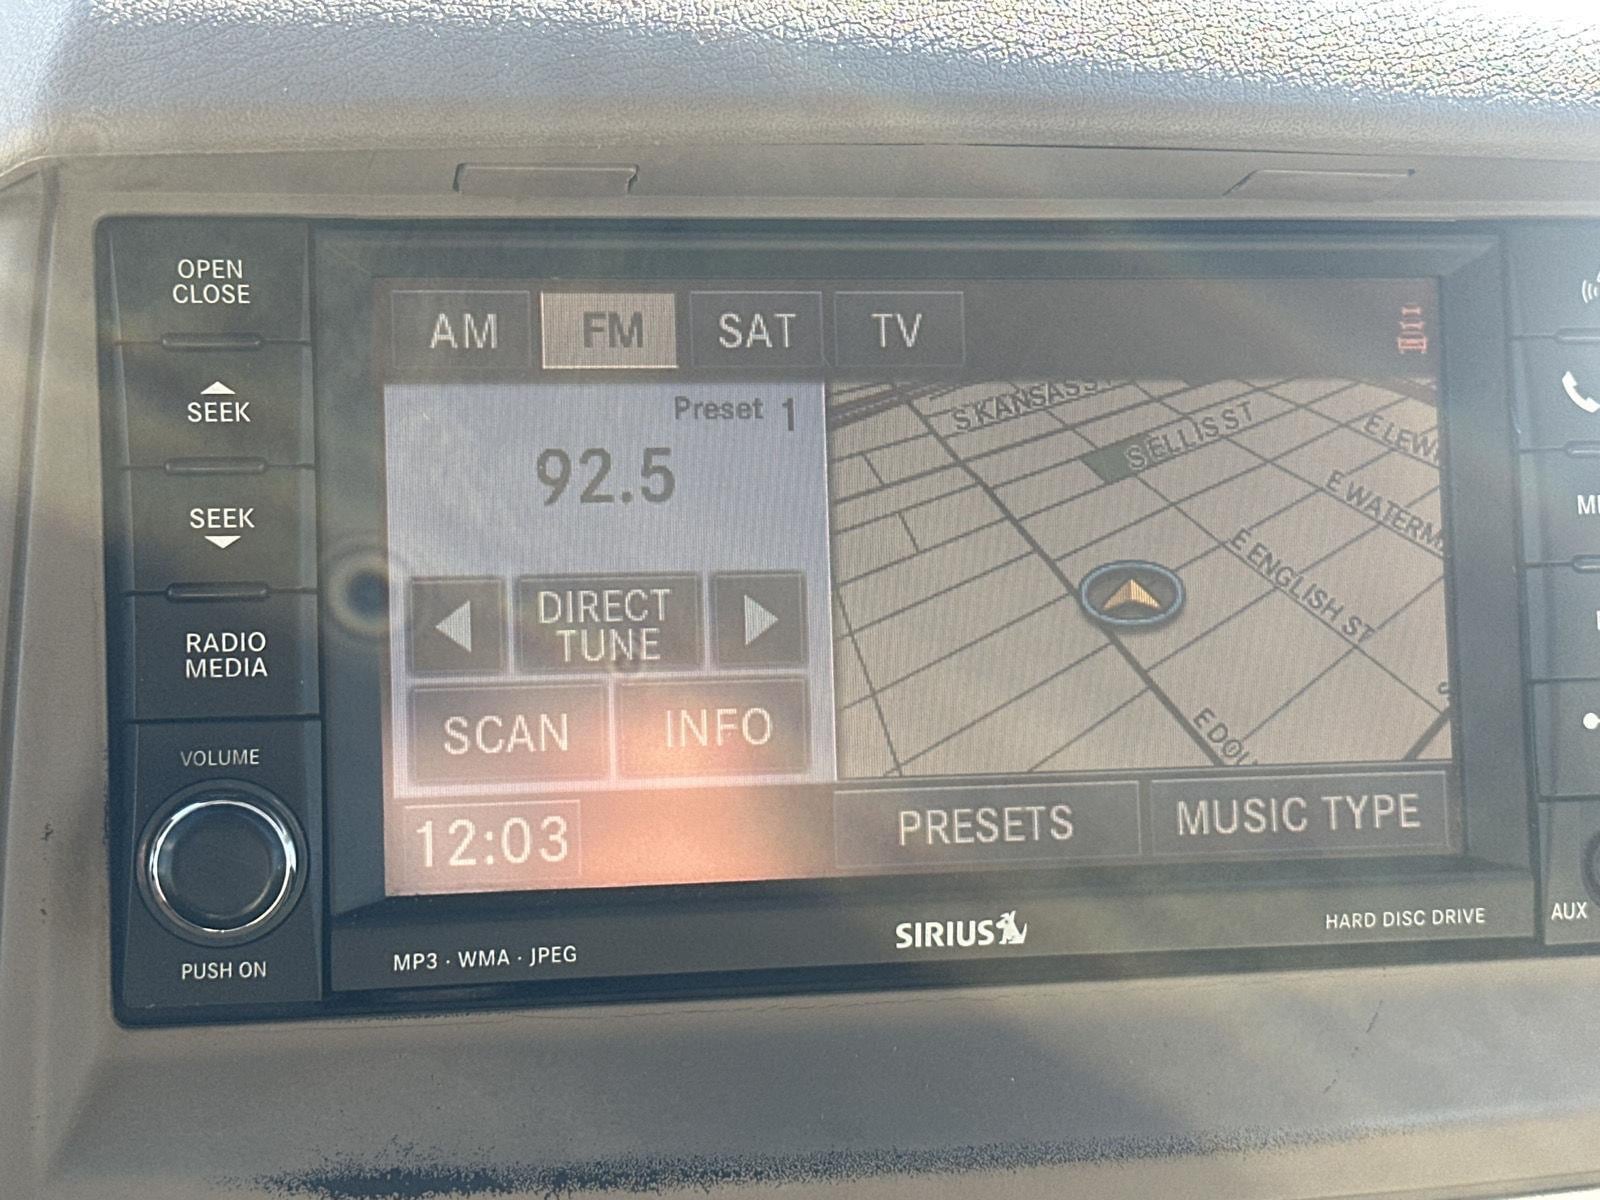 OPEN
CLOSE
SEEK
SEEK
RADIO
MEDIA
VOLUME
PUSH ON
AM
FM
SAT
TV
Preset 1
92.5
DIRECT
TUNE
SCAN
INFO
12:03
S KANSAS ST
S ELLIS ST
E ENGLISH ST
PRESETS
MUSIC TYPE
MP3 · WMA · JPEG
SIRIUS
HARD DISC DRIVE
AUX